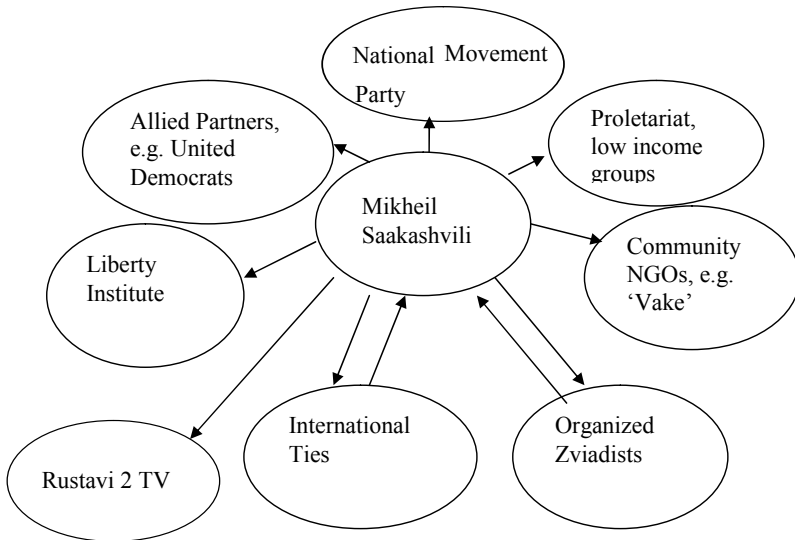 National Movement
Party
Allied Partners,
e.g. United
Democrats
Proletariat,
low income
groups
Mikheil
Saakashvili
Community
NGOs, e.g.
‘Vake’
Liberty
Institute
International
Ties
Organized
Zviadists
Rustavi 2 TV